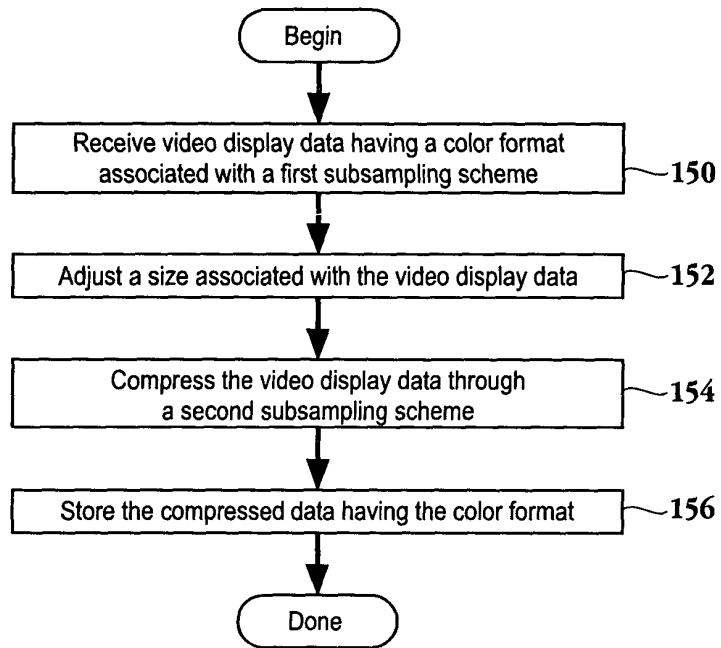 Begin
Receive video display data having a color format
associated with a first subsampling scheme
150
Adjust a size associated with the video display data
152
Compress the video display data through
a second subsampling scheme
154
Store the compressed data having the color format
156
Done